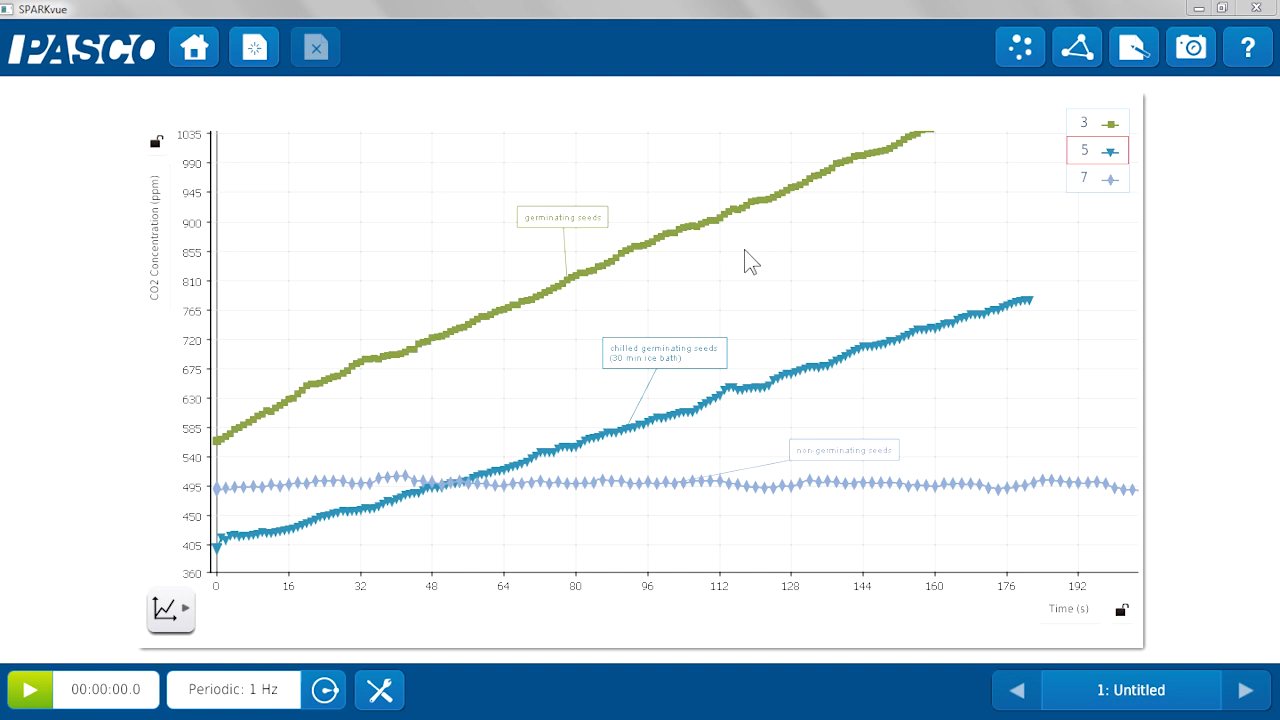 SPARKvue
PASCO
?
3
5
7
CO2 Concentration (ppm)
1035
990
945
900
855
810
765
720
675
630
585
540
495
450
405
360
germinating seeds
chilled germinating seeds
(30 min ice bath)
non-germinating seeds
0 16 32 48 64 80 96 112 128 144 160 176 192
Time (s)
00:00:00.0
Periodic: 1 Hz
1: Untitled